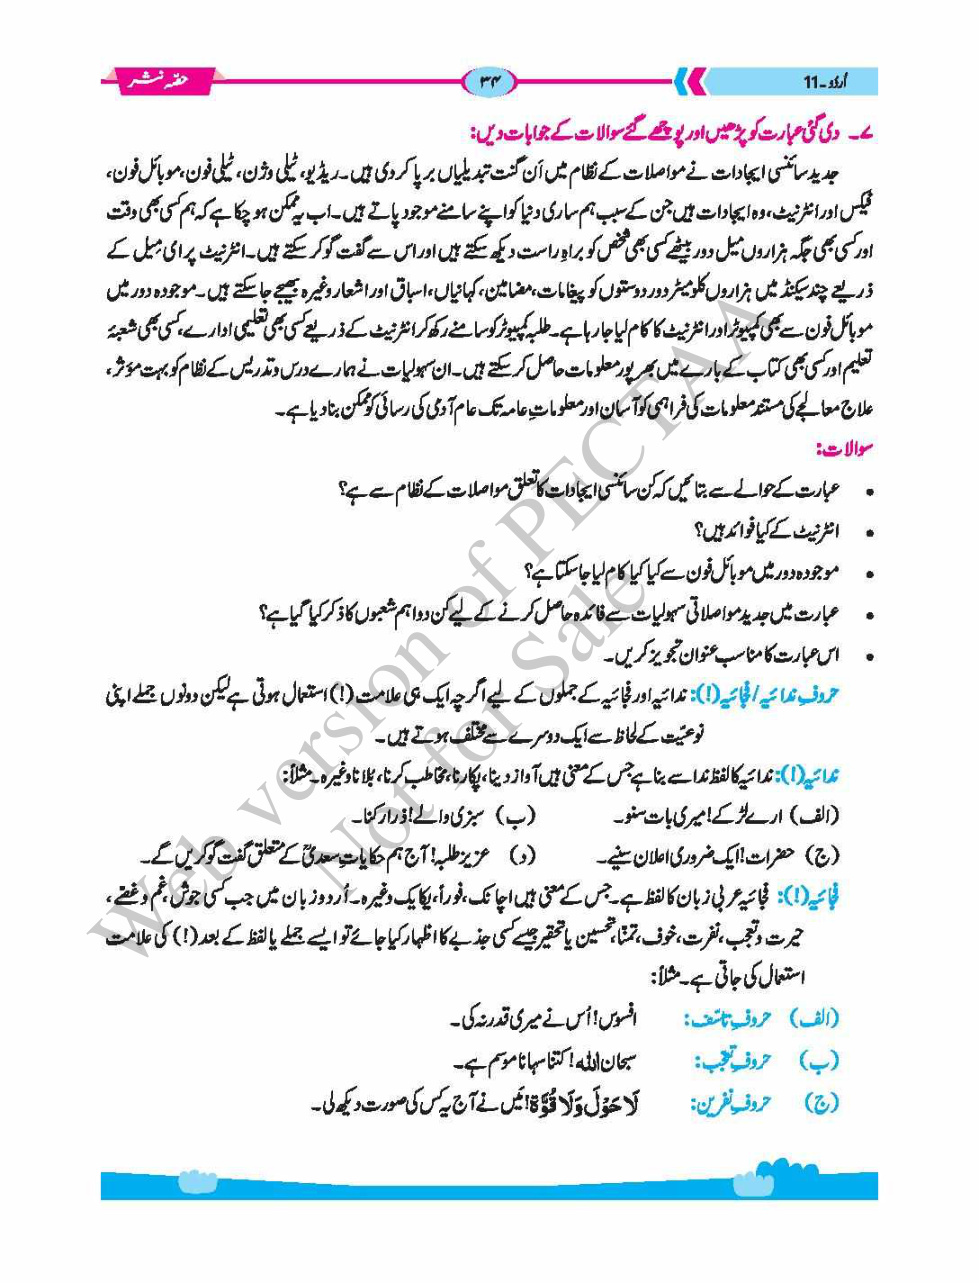 اُردُو ۔ 11
۳۴
حصّہ نثر
۷۔ دی گئی عبارت کو پڑھیں اور پوچھے گئے سوالات کے جوابات دیں:
جدید سائنسی ایجادات نے مواصلات کے نظام میں اَن گنت تبدیلیاں برپا کر دی ہیں۔ ریڈیو، ٹیلی وژن، ٹیلی فون، موبائل فون،
فیکس اور انٹرنیٹ، وہ ایجادات ہیں جن کے سبب ہم ساری دنیا کو اپنے سامنے موجود پاتے ہیں۔ اب یہ ممکن ہو چکا ہے کہ ہم کسی بھی وقت
اور کسی بھی جگہ ہزاروں میل دور بیٹھے کسی بھی شخص کو براہِ راست دیکھ سکتے ہیں اور اس سے گفت گو کر سکتے ہیں۔ انٹرنیٹ پر ای میل کے
ذریعے چند سیکنڈ میں ہزاروں کلومیٹر دور دوستوں کو پیغامات، مضامین، کہانیاں، اسباق اور اشعار وغیرہ بھیجے جا سکتے ہیں۔ موجودہ دور میں
موبائل فون سے بھی کمپیوٹر اور انٹرنیٹ کا کام لیا جا رہا ہے۔ طلبہ کمپیوٹر کو سامنے رکھ کر انٹرنیٹ کے ذریعے کسی بھی تعلیمی ادارے، کسی بھی شعبۂ
تعلیم اور کسی بھی کتاب کے بارے میں بھرپور معلومات حاصل کر سکتے ہیں۔ ان سہولیات نے ہمارے درس و تدریس کے نظام کو بہت مؤثر،
علاج معالجے کی مستند معلومات کی فراہمی کو آسان اور معلوماتِ عامہ تک عام آدمی کی رسائی کو ممکن بنا دیا ہے۔
سوالات:
• عبارت کے حوالے سے بتائیں کہ کن سائنسی ایجادات کا تعلق مواصلات کے نظام سے ہے؟
• انٹرنیٹ کے کیا فوائد ہیں؟
• موجودہ دور میں موبائل فون سے کیا کیا کام لیا جا سکتا ہے؟
• عبارت میں جدید مواصلاتی سہولیات سے فائدہ حاصل کرنے کے لیے کن دو اہم شعبوں کا ذکر کیا گیا ہے؟
• اس عبارت کا مناسب عنوان تجویز کریں۔
حروفِ ندائیہ/فجائیہ(!): ندائیہ اور فجائیہ کے جملوں کے لیے اگرچہ ایک ہی علامت (!) استعمال ہوتی ہے لیکن دونوں جملے اپنی
نوعیّت کے لحاظ سے ایک دوسرے سے مختلف ہوتے ہیں۔
ندائیہ(!): ندائیہ کا لفظ ندا سے بنا ہے جس کے معنی ہیں آواز دینا، پکارنا، مخاطب کرنا، بُلانا وغیرہ۔ مثلاً:
(الف) ارے لڑکے! میری بات سنو۔ (ب) سبزی والے! ذرا رکنا۔
(ج) حضرات! ایک ضروری اعلان سنیے۔ (د) عزیز طلبہ! آج ہم حکایاتِ سعدیؒ کے متعلق گفت گو کریں گے۔
فجائیہ(!): فجائیہ عربی زبان کا لفظ ہے۔ جس کے معنی ہیں اچانک، فوراً، یکایک وغیرہ۔ اُردو زبان میں جب کسی جوش، غم و غصّے،
حیرت و تعجب، نفرت، خوف، تمنّا، تحسین یا تحقیر جیسے کسی جذبے کا اظہار کیا جائے تو ایسے جملے یا لفظ کے بعد (!) کی علامت
استعمال کی جاتی ہے۔ مثلاً:
(الف) حروفِ تاسّف: افسوس! اُس نے میری قدر نہ کی۔
(ب) حروفِ تعجّب: سبحان اللہ! کتنا سہانا موسم ہے۔
(ج) حروفِ نفرین: لَا حَوْلَ وَلَا قُوَّۃ! میں نے آج یہ کس کی صورت دیکھ لی۔
Web version of PECTAA
Not for Sale